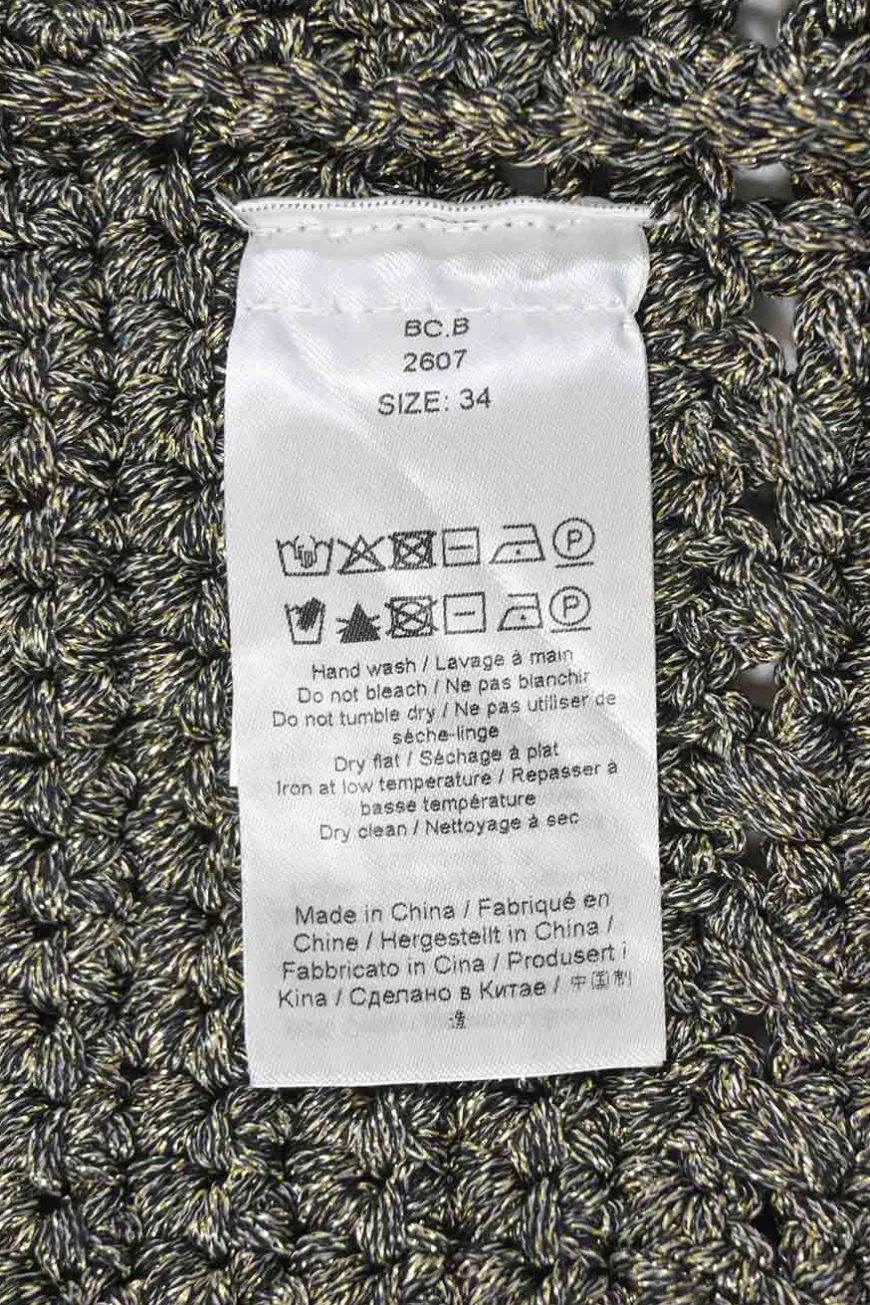 BC.B
2607
SIZE: 34
P
P
Hand wash / Lavage à main
Do not bleach / Ne pas blanchir
Do not tumble dry / Ne pas utiliser de
séche-linge
Dry flat / Séchage à plat
Iron at low temperature / Repasser à
basse température
Dry clean / Nettoyage à sec
Made in China / Fabriqué en
Chine / Hergestellt in China /
Fabbricato in Cina / Produsert i
Kina / Сделано в Китае / 中国制
造